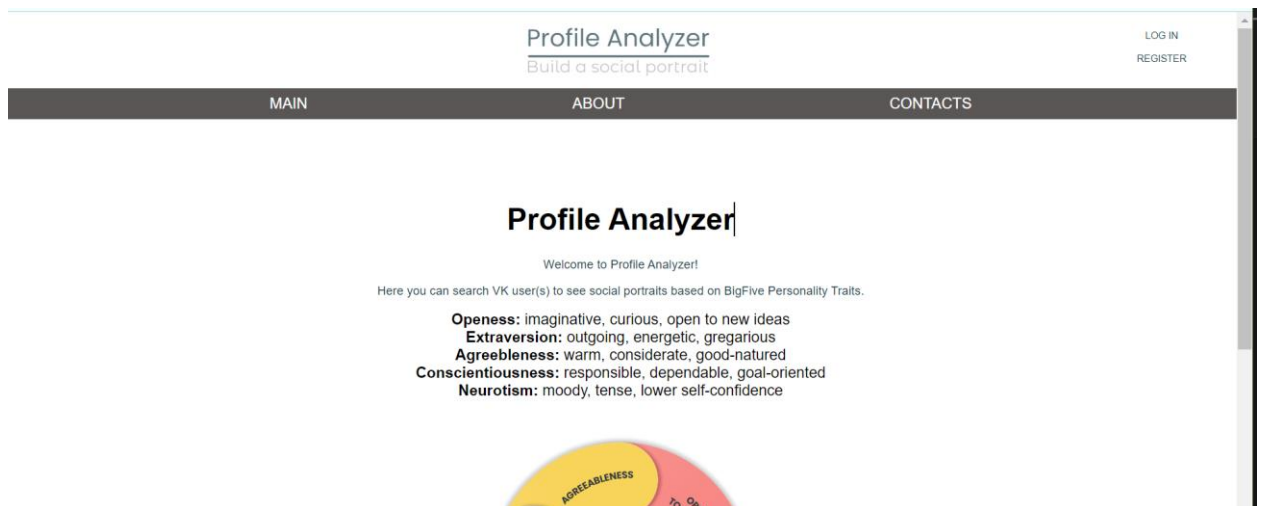 Profile Analyzer
Build a social portrait
LOG IN
REGISTER
MAIN
ABOUT
CONTACTS
Profile Analyzer
Welcome to Profile Analyzer!
Here you can search VK user(s) to see social portraits based on BigFive Personality Traits.
Openess: imaginative, curious, open to new ideas
Extraversion: outgoing, energetic, gregarious
Agreebleness: warm, considerate, good-natured
Conscientiousness: responsible, dependable, goal-oriented
Neurotism: moody, tense, lower self-confidence
AGREEABLENESS